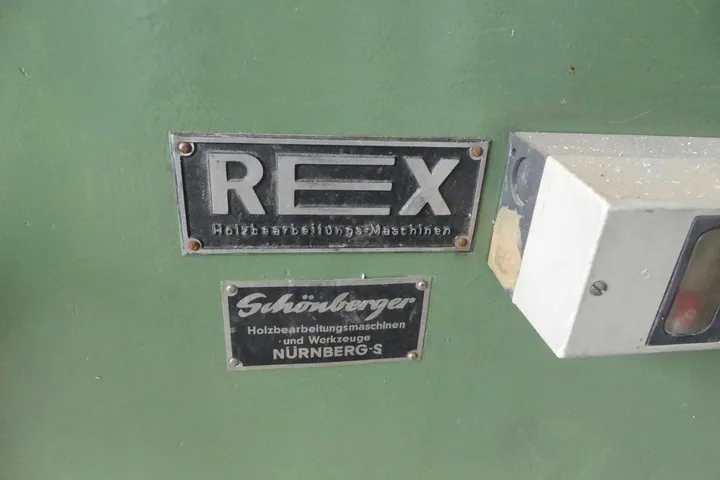 REX
Holzbearbeitungs-Maschinen
Schönberger
Holzbearbeitungsmaschinen
und Werkzeuge
NÜRNBERG-S